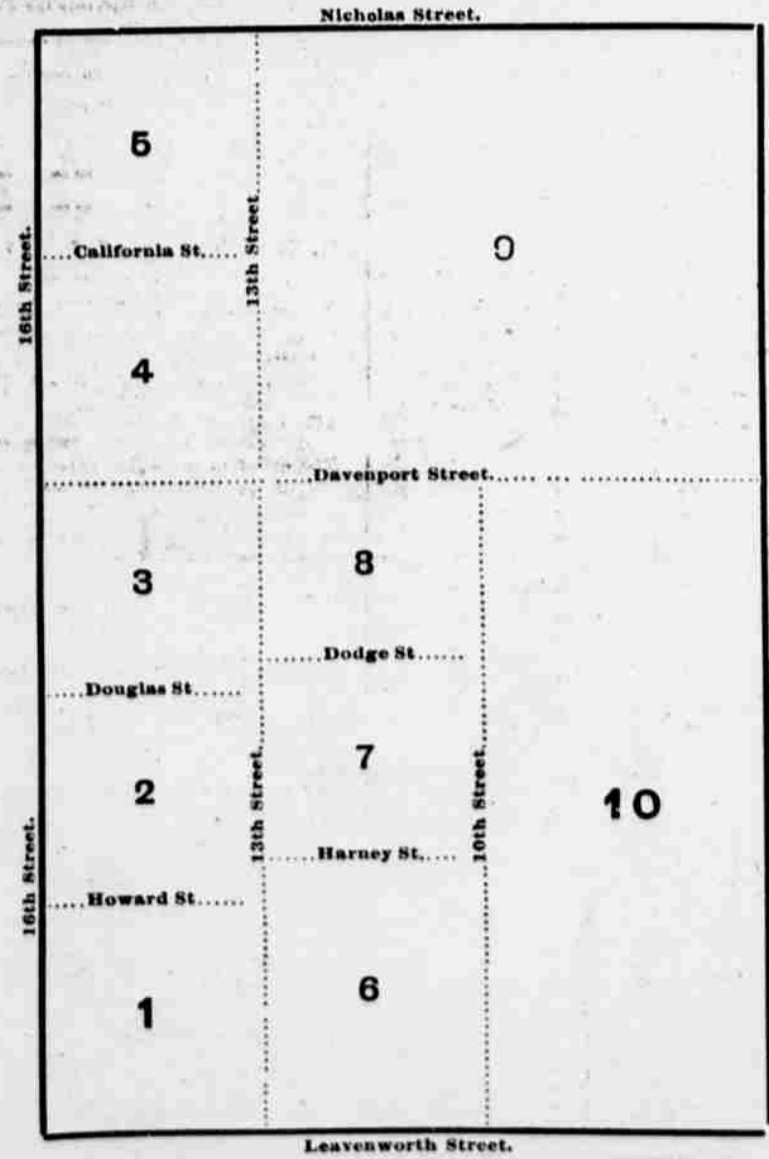 Nicholas Street.
5
16th Street.
California St.
13th Street.
9
4
Davenport Street.
3
8
Dodge St
Douglas St
7
2
10
16th Street.
13th Street.
10th Street.
Harney St.
Howard St
6
1
Leavenworth Street.